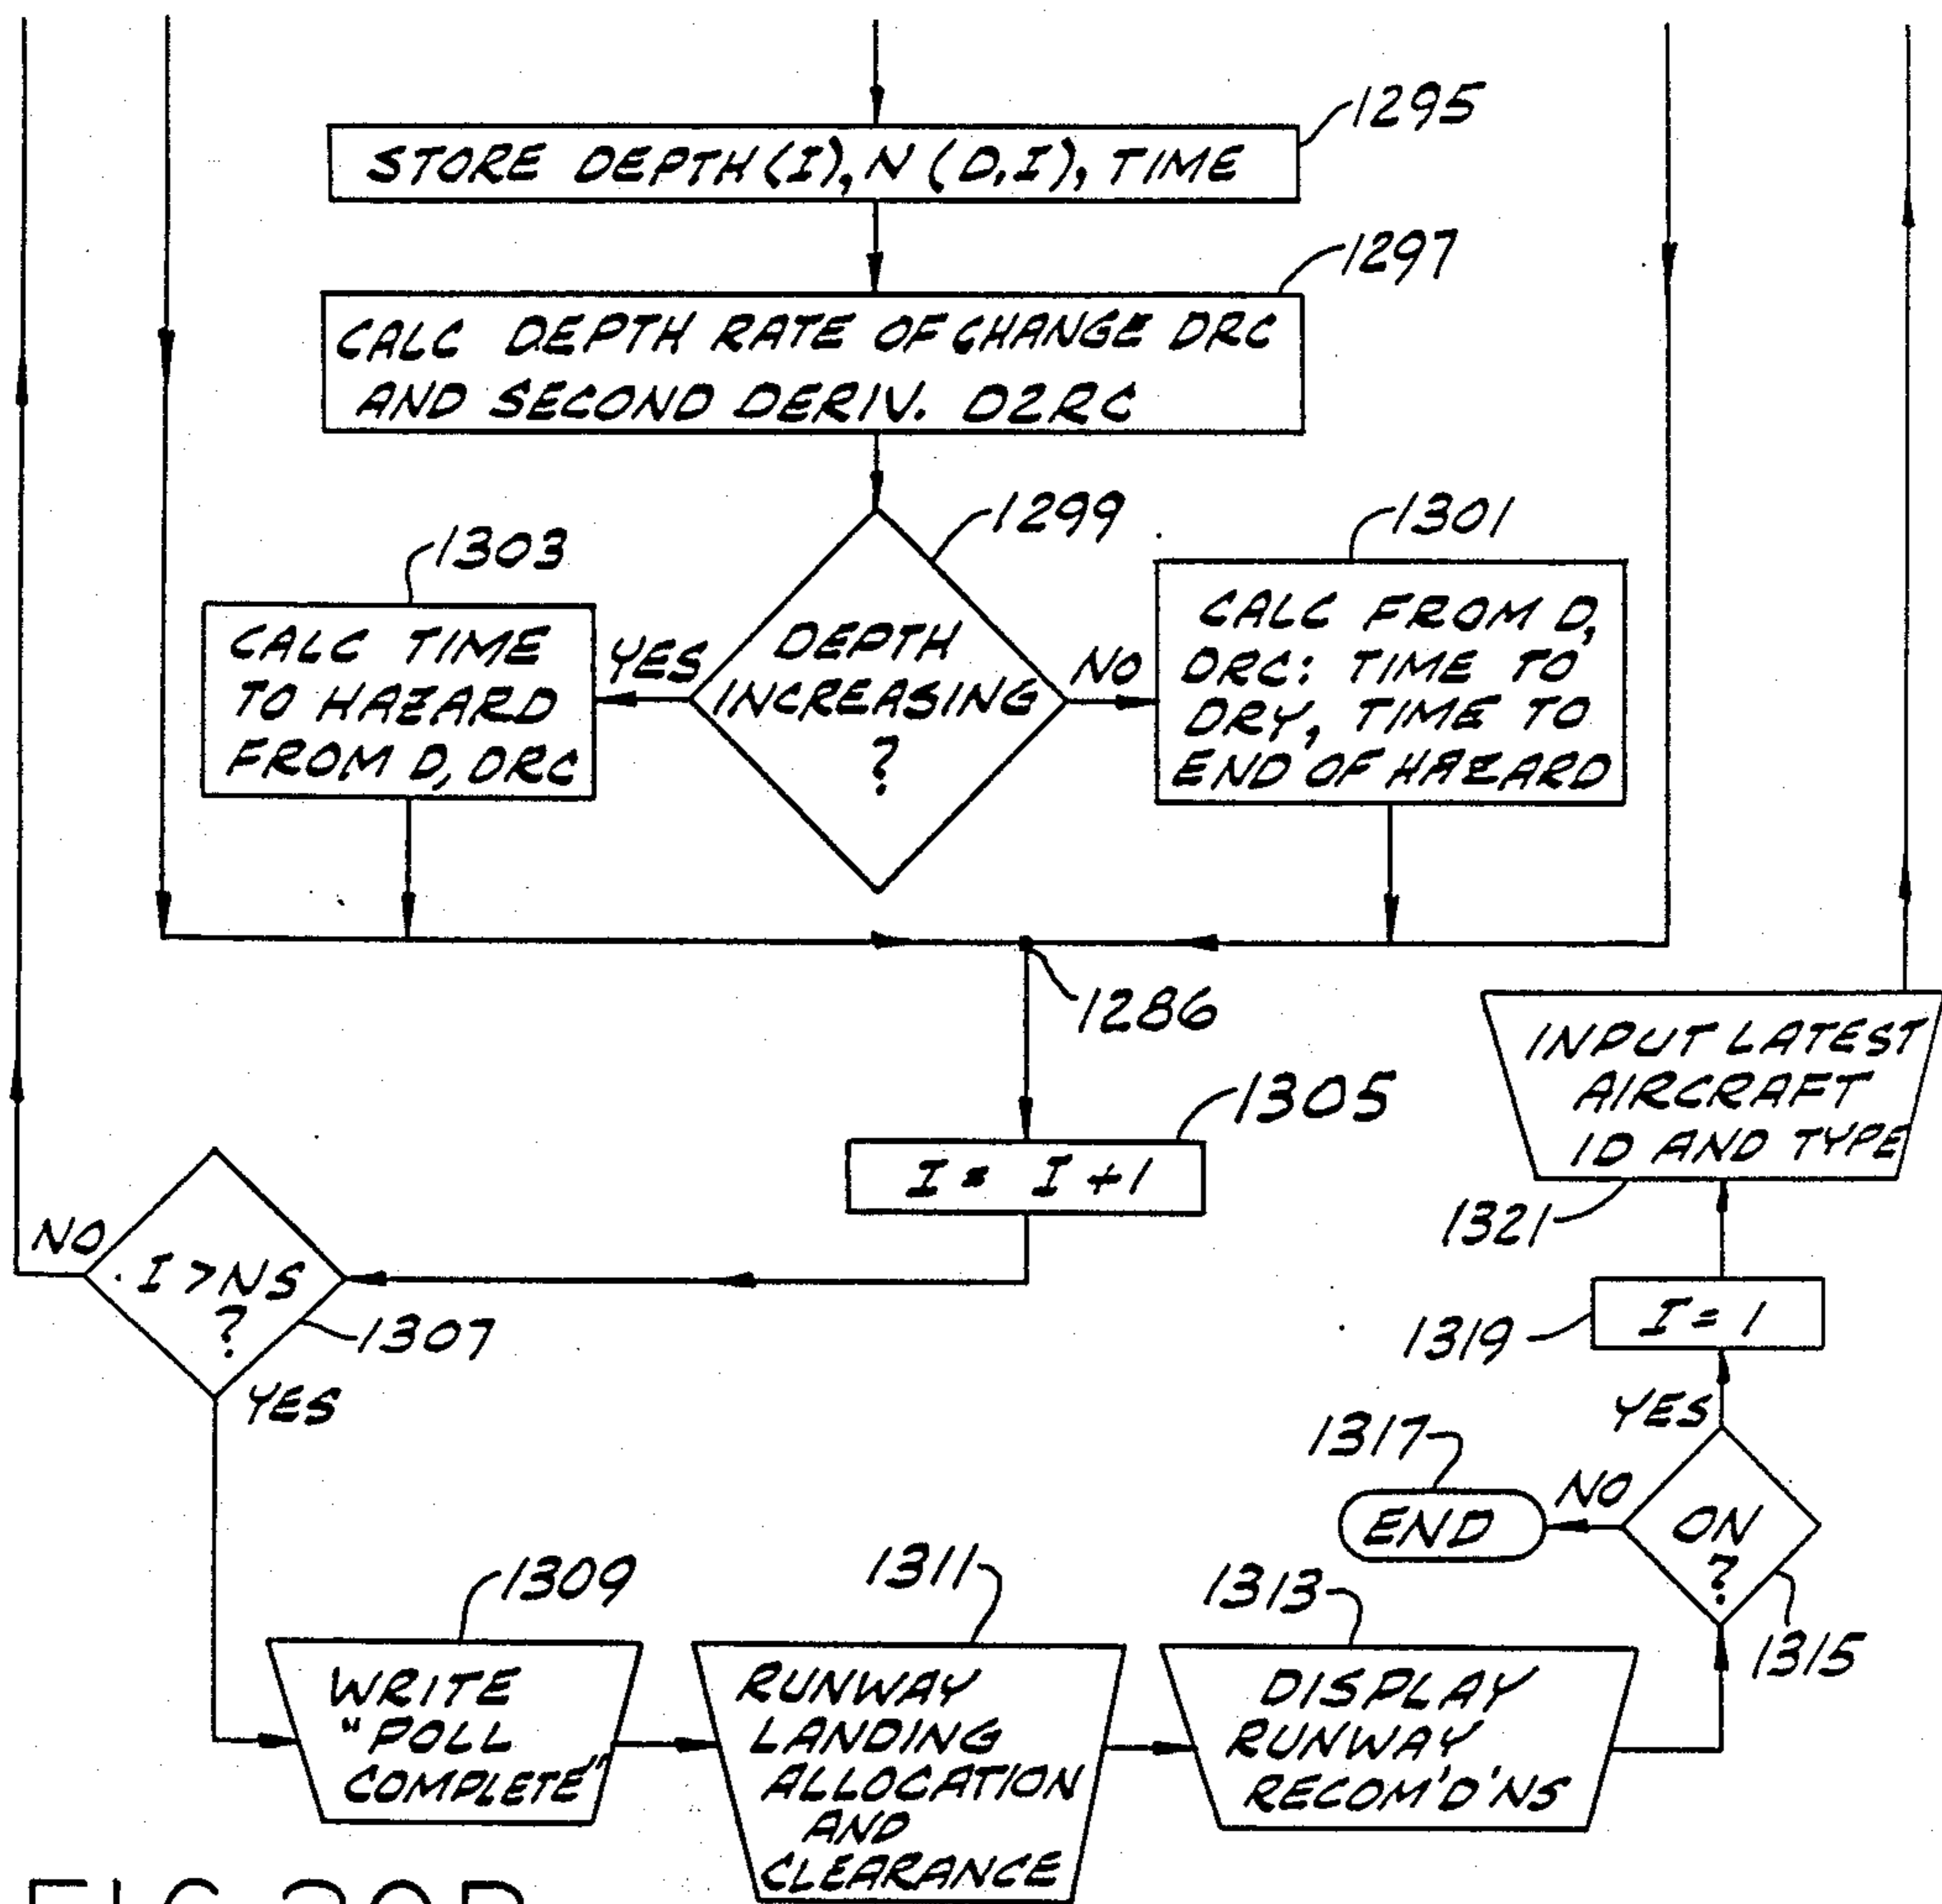 1295
STORE DEPTH(I), N(D,I), TIME
1297
CALC DEPTH RATE OF CHANGE DRC
AND SECOND DERIV. D2RC
1299
1301
1303
CALC TIME
TO HAZARD
FROM D, DRC
YES
DEPTH
INCREASING
?
NO
CALC FROM D,
DRC: TIME TO
DRY, TIME TO
END OF HAZARD
1286
INPUT LATEST
AIRCRAFT
ID AND TYPE
1321
1305
I = I + 1
NO
I > NS
?
1307
YES
1319
I = 1
YES
1317
END
NO
ON
?
1315
1309
WRITE
"POLL
COMPLETE"
1311
RUNWAY
LANDING
ALLOCATION
AND
CLEARANCE
1313
DISPLAY
RUNWAY
RECOM'D'NS